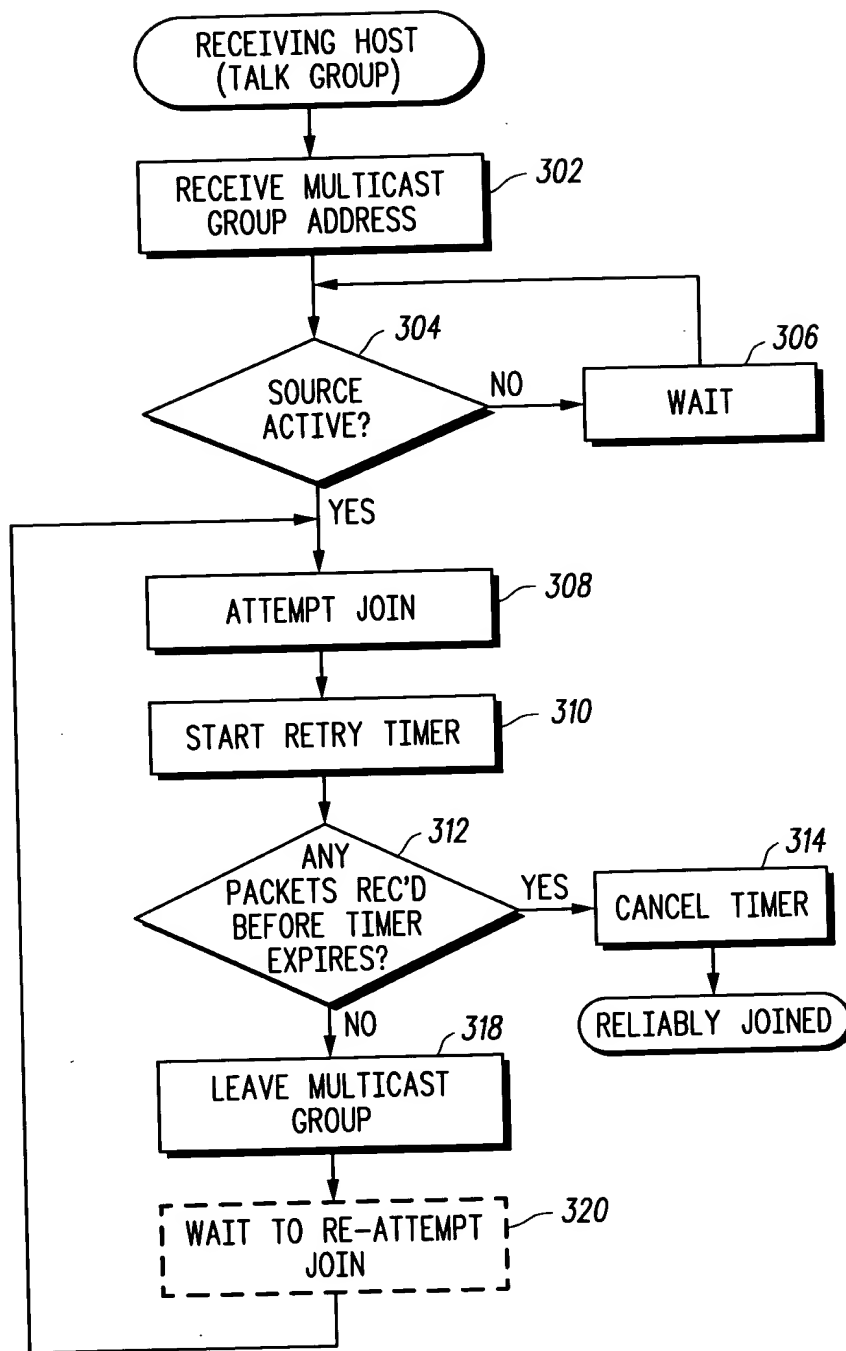 RECEIVING HOST
(TALK GROUP)
RECEIVE MULTICAST
GROUP ADDRESS
302
304
SOURCE
ACTIVE?
NO
306
WAIT
YES
ATTEMPT JOIN
308
START RETRY TIMER
310
312
ANY
PACKETS REC'D
BEFORE TIMER
EXPIRES?
YES
314
CANCEL TIMER
RELIABLY JOINED
NO
318
LEAVE MULTICAST
GROUP
WAIT TO RE-ATTEMPT
JOIN
320